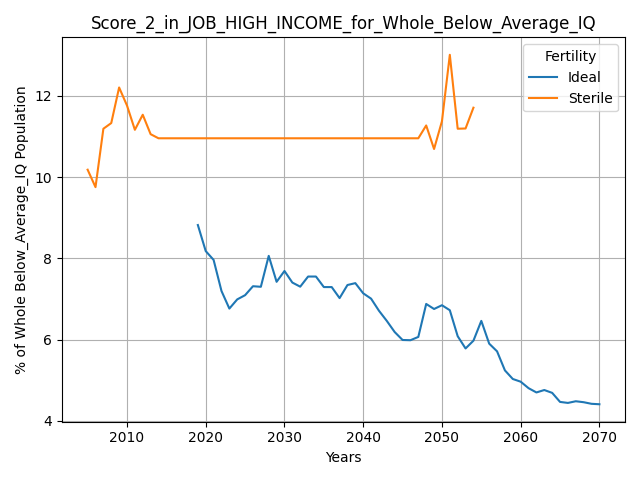 Score_2_in_JOB_HIGH_INCOME_for_Whole_Below_Average_IQ
% of Whole Below_Average_IQ Population
12
10
8
6
4
Fertility
Ideal
Sterile
2010 2020 2030 2040 2050 2060 2070
Years